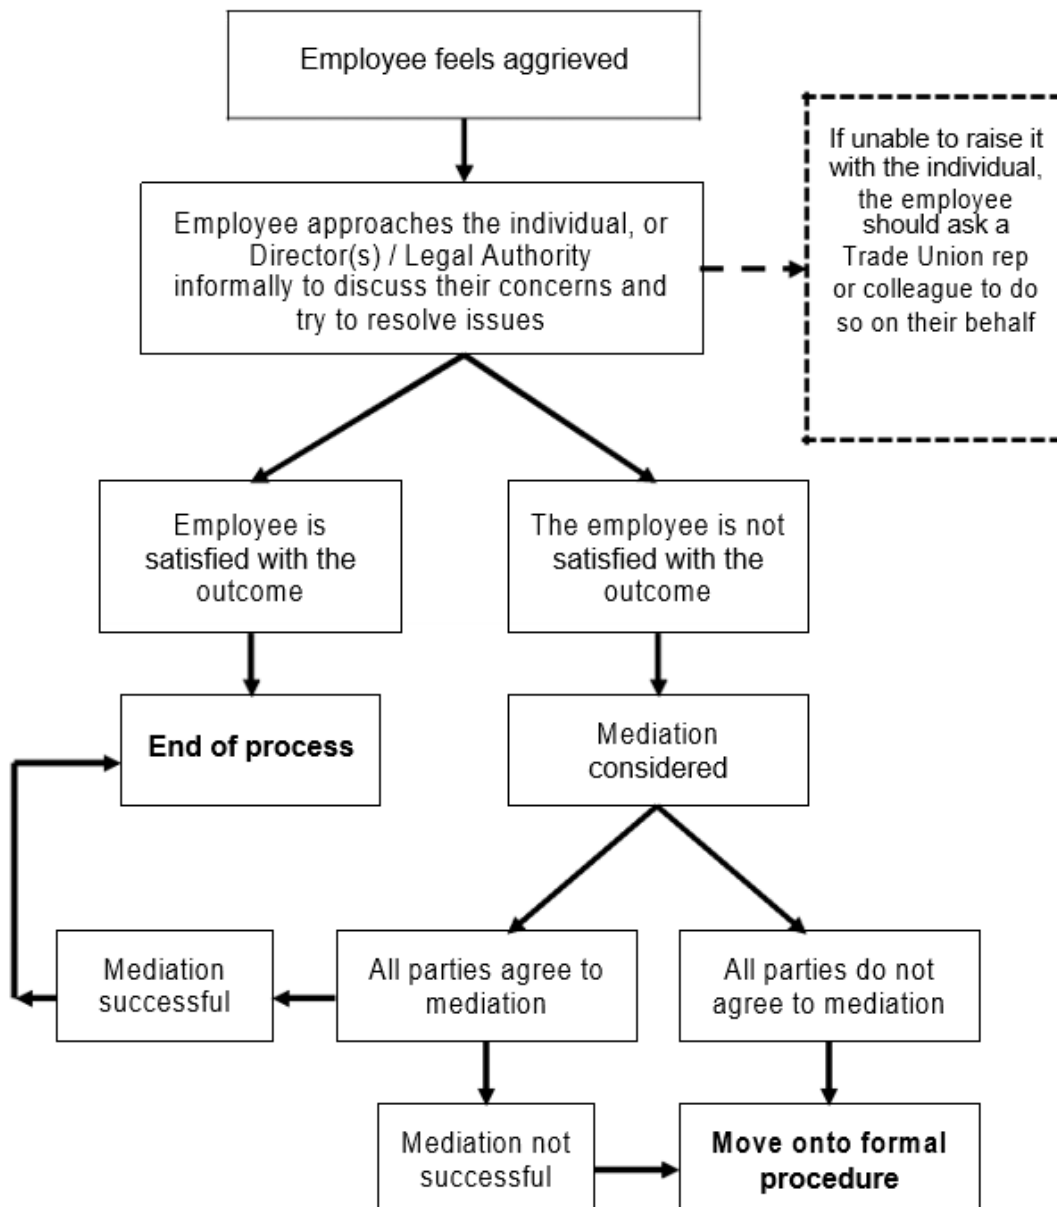 Employee feels aggrieved
If unable to raise it
with the individual,
the employee
should ask a
Trade Union rep
or colleague to do
so on their behalf
Employee approaches the individual, or
Director(s) / Legal Authority
informally to discuss their concerns and
try to resolve issues
Employee is
satisfied with the
outcome
The employee is not
satisfied with the
outcome
End of process
Mediation
considered
Mediation
successful
All parties agree to
mediation
All parties do not
agree to mediation
Mediation not
successful
Move onto formal
procedure